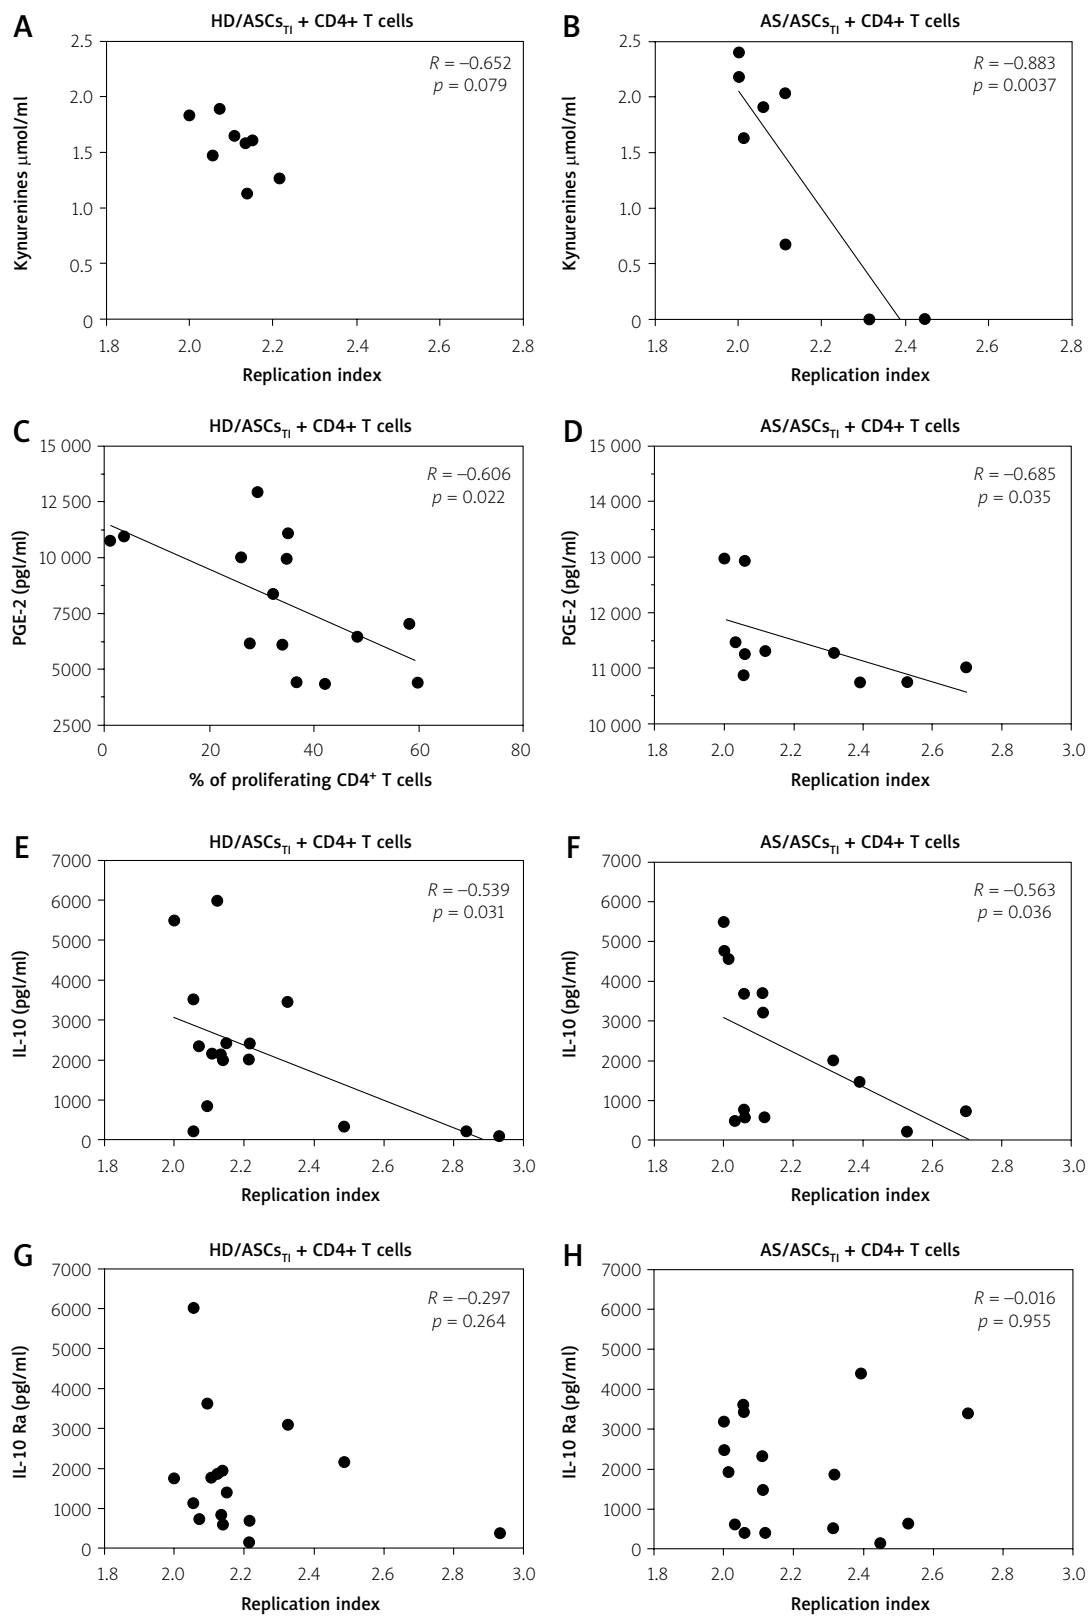 A
HD/ASCs_TI + CD4+ T cells
R = –0.652
p = 0.079
Kynurenines μmol/ml
2.5
2.0
1.5
1.0
0.5
0
1.8 2.0 2.2 2.4 2.6 2.8
Replication index
B
AS/ASCs_TI + CD4+ T cells
R = –0.883
p = 0.0037
Kynurenines μmol/ml
2.5
2.0
1.5
1.0
0.5
0
1.8 2.0 2.2 2.4 2.6 2.8
Replication index
C
HD/ASCs_TI + CD4+ T cells
R = –0.606
p = 0.022
PGE-2 (pgl/ml)
15 000
12 500
10 000
7500
5000
2500
0 20 40 60 80
% of proliferating CD4⁺ T cells
D
AS/ASCs_TI + CD4+ T cells
R = –0.685
p = 0.035
PGE-2 (pgl/ml)
15 000
14 000
13 000
12 000
11 000
10 000
1.8 2.0 2.2 2.4 2.6 2.8 3.0
Replication index
E
HD/ASCs_TI + CD4+ T cells
R = –0.539
p = 0.031
IL-10 (pgl/ml)
7000
6000
5000
4000
3000
2000
1000
0
1.8 2.0 2.2 2.4 2.6 2.8 3.0
Replication index
F
AS/ASCs_TI + CD4+ T cells
R = –0.563
p = 0.036
IL-10 (pgl/ml)
7000
6000
5000
4000
3000
2000
1000
0
1.8 2.0 2.2 2.4 2.6 2.8 3.0
Replication index
G
HD/ASCs_TI + CD4+ T cells
R = –0.297
p = 0.264
IL-10 Ra (pgl/ml)
7000
6000
5000
4000
3000
2000
1000
0
1.8 2.0 2.2 2.4 2.6 2.8 3.0
Replication index
H
AS/ASCs_TI + CD4+ T cells
R = –0.016
p = 0.955
IL-10 Ra (pgl/ml)
7000
6000
5000
4000
3000
2000
1000
0
1.8 2.0 2.2 2.4 2.6 2.8 3.0
Replication index